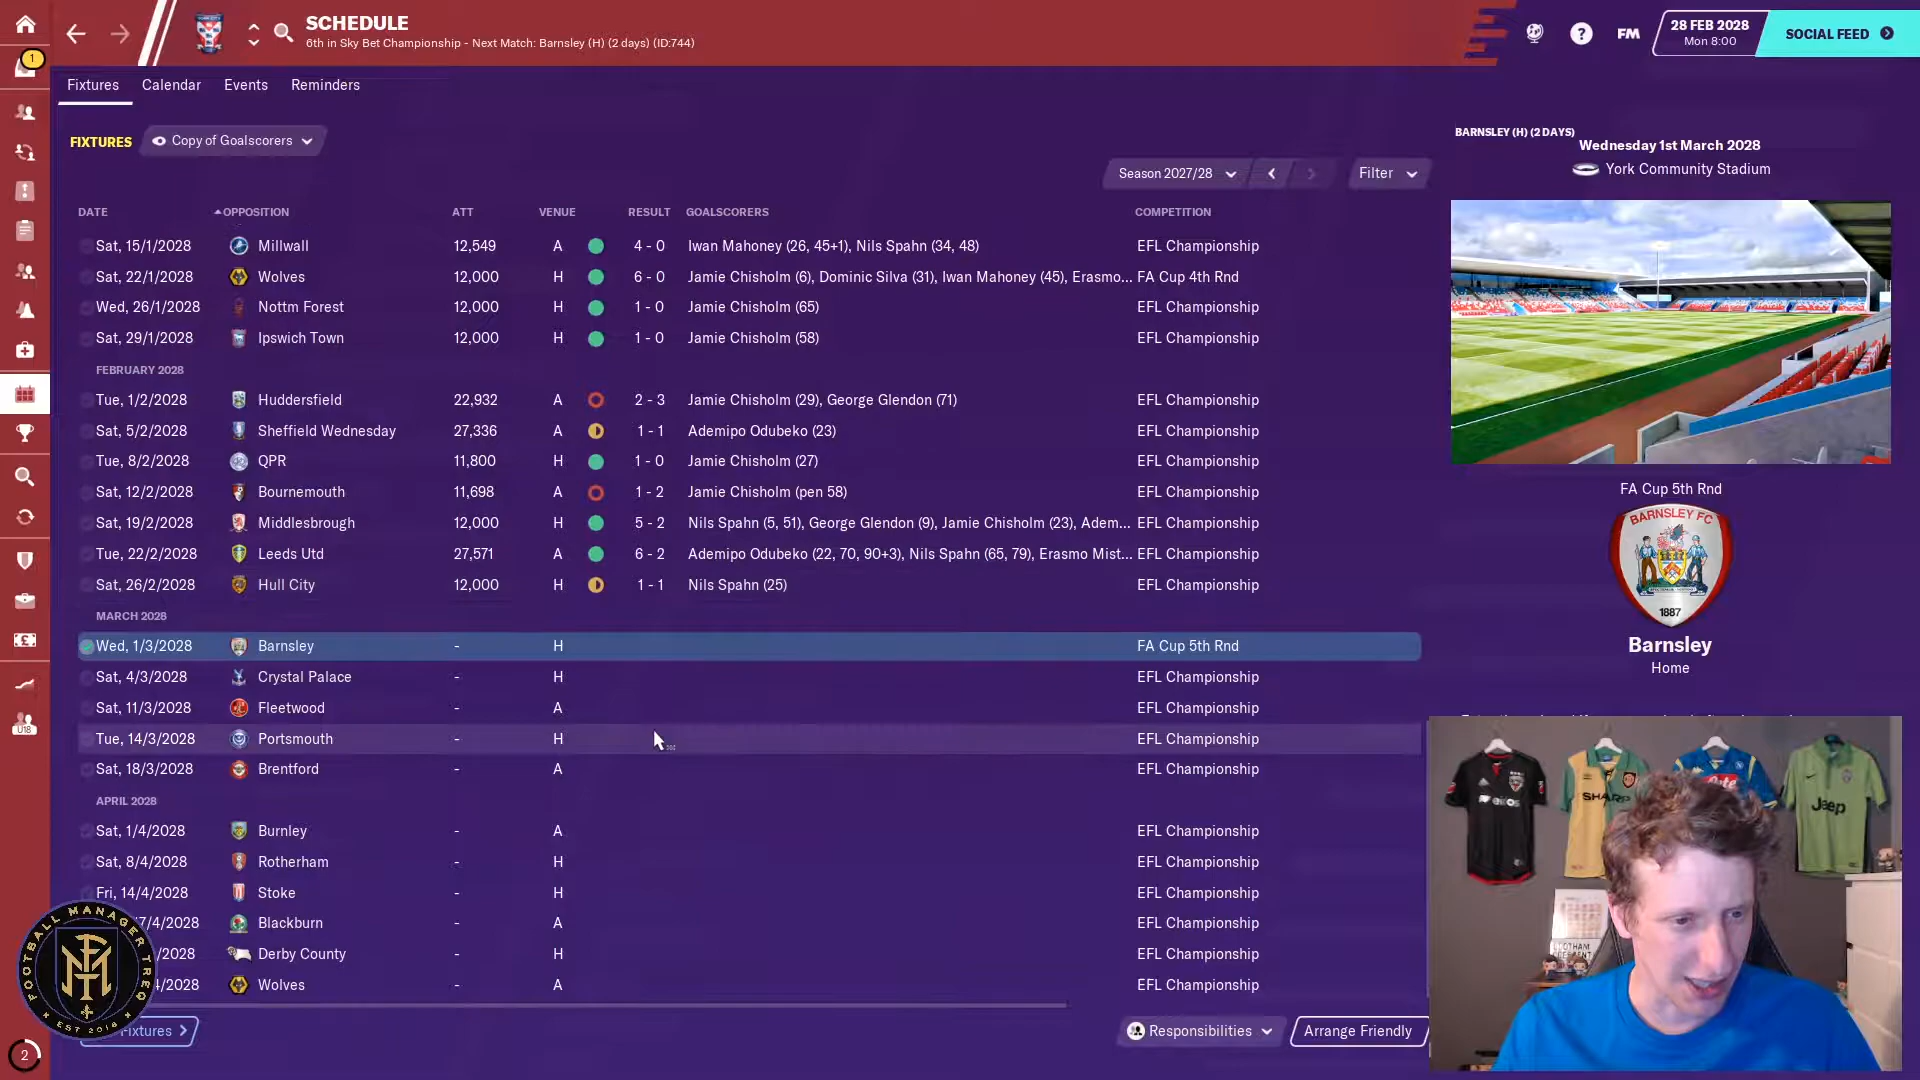 SCHEDULE
6th in Sky Bet Championship - Next Match: Barnsley (H) (2 days) (ID:744)
28 FEB 2028
Mon 8:00
SOCIAL FEED
FM
1
Fixtures Calendar Events Reminders
FIXTURES Copy of Goalscorers
Season 2027/28 Filter
DATE OPPOSITION ATT VENUE RESULT GOALSCORERS COMPETITION
Sat, 15/1/2028 Millwall 12,549 A 4 - 0 Iwan Mahoney (26, 45+1), Nils Spahn (34, 48) EFL Championship
Sat, 22/1/2028 Wolves 12,000 H 6 - 0 Jamie Chisholm (6), Dominic Silva (31), Iwan Mahoney (45), Erasmo... FA Cup 4th Rnd
Wed, 26/1/2028 Nottm Forest 12,000 H 1 - 0 Jamie Chisholm (65) EFL Championship
Sat, 29/1/2028 Ipswich Town 12,000 H 1 - 0 Jamie Chisholm (58) EFL Championship
FEBRUARY 2028
Tue, 1/2/2028 Huddersfield 22,932 A 2 - 3 Jamie Chisholm (29), George Glendon (71) EFL Championship
Sat, 5/2/2028 Sheffield Wednesday 27,336 A 1 - 1 Ademipo Odubeko (23) EFL Championship
Tue, 8/2/2028 QPR 11,800 H 1 - 0 Jamie Chisholm (27) EFL Championship
Sat, 12/2/2028 Bournemouth 11,698 A 1 - 2 Jamie Chisholm (pen 58) EFL Championship
Sat, 19/2/2028 Middlesbrough 12,000 H 5 - 2 Nils Spahn (5, 51), George Glendon (9), Jamie Chisholm (23), Adem... EFL Championship
Tue, 22/2/2028 Leeds Utd 27,571 A 6 - 2 Ademipo Odubeko (22, 70, 90+3), Nils Spahn (65, 79), Erasmo Mist... EFL Championship
Sat, 26/2/2028 Hull City 12,000 H 1 - 1 Nils Spahn (25) EFL Championship
MARCH 2028
Wed, 1/3/2028 Barnsley - H FA Cup 5th Rnd
Sat, 4/3/2028 Crystal Palace - H EFL Championship
Sat, 11/3/2028 Fleetwood - A EFL Championship
Tue, 14/3/2028 Portsmouth - H EFL Championship
Sat, 18/3/2028 Brentford - A EFL Championship
APRIL 2028
Sat, 1/4/2028 Burnley - A EFL Championship
Sat, 8/4/2028 Rotherham - H EFL Championship
Fri, 14/4/2028 Stoke - H EFL Championship
7/4/2028 Blackburn - A EFL Championship
/2028 Derby County - H EFL Championship
4/2028 Wolves - A EFL Championship
Fixtures Responsibilities Arrange Friendly
BARNSLEY (H) (2 DAYS)
Wednesday 1st March 2028
York Community Stadium
FA Cup 5th Rnd
BARNSLEY FC
1887
Barnsley
Home
U18
2
FOOTBALL MANAGER TREQ
EST 2018
SHARP
Jeep